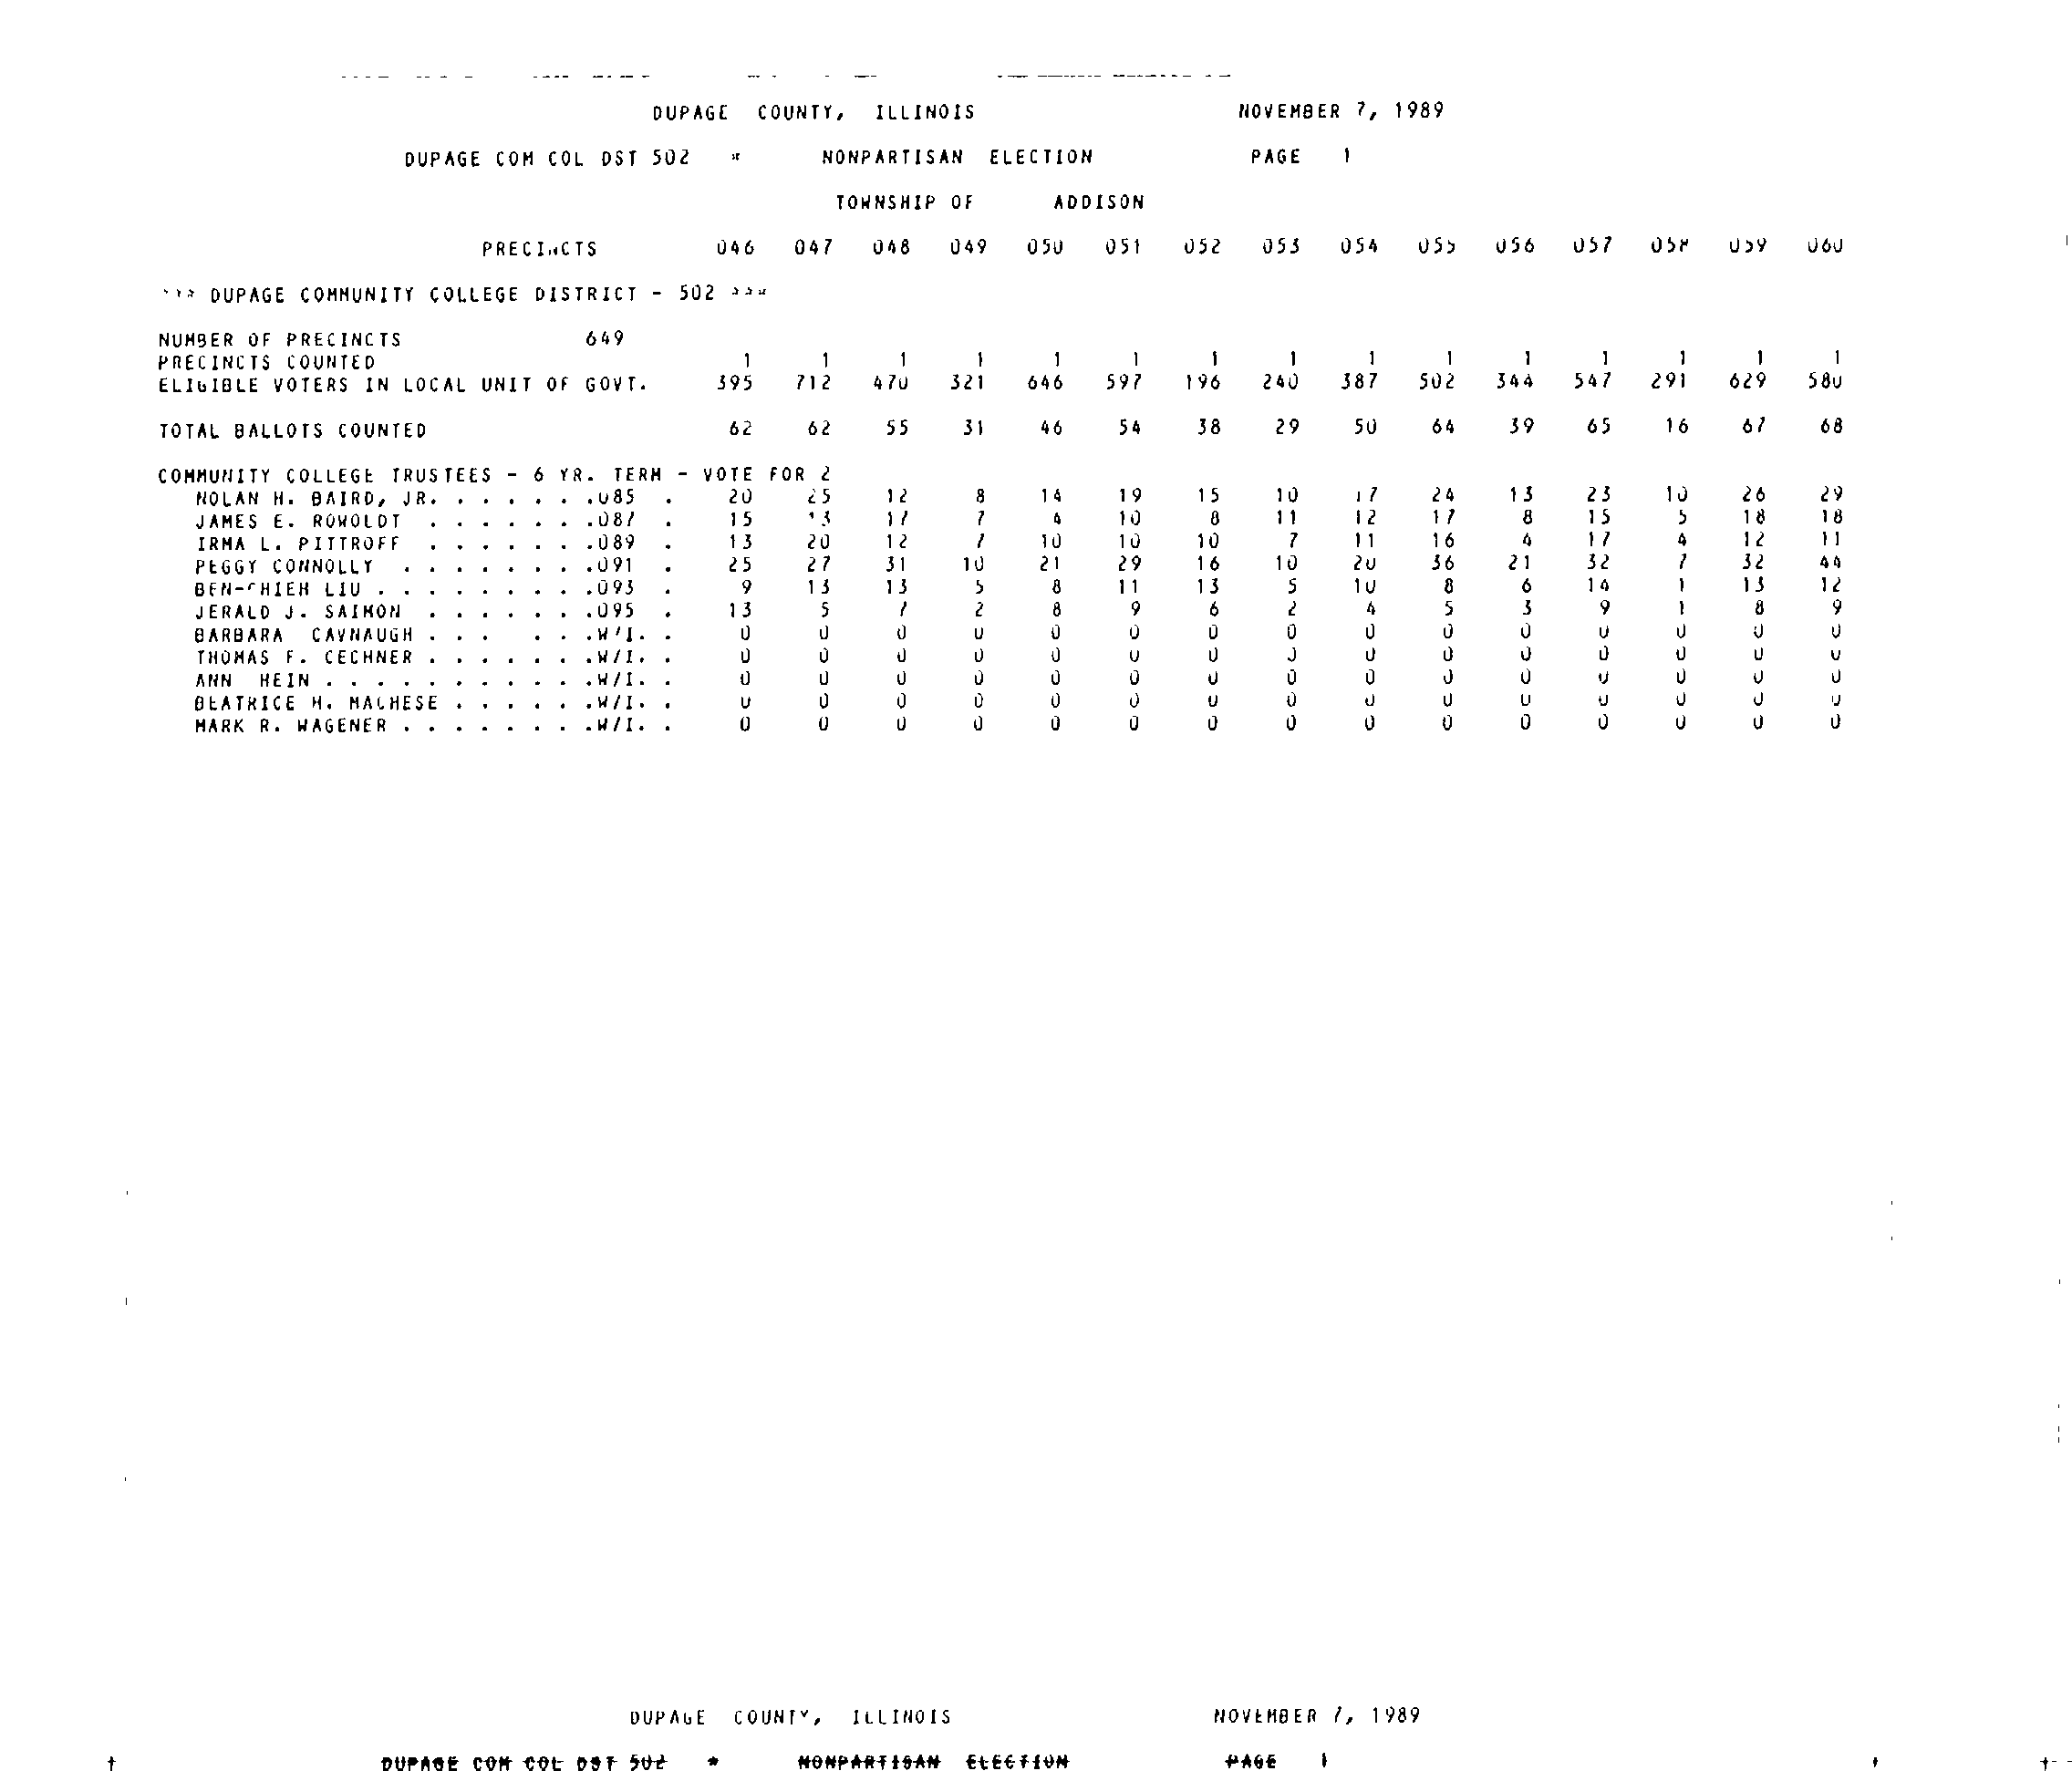 DUPAGE COUNTY, ILLINOIS NOVEMBER 7, 1989
DUPAGE COM COL DST 502 * NONPARTISAN ELECTION PAGE 1
TOWNSHIP OF ADDISON
PRECINCTS 046 047 048 049 050 051 052 053 054 055 056 057 058 059 060
*** DUPAGE COMMUNITY COLLEGE DISTRICT - 502 ***
NUMBER OF PRECINCTS 649
PRECINCTS COUNTED 1 1 1 1 1 1 1 1 1 1 1 1 1 1 1
ELIGIBLE VOTERS IN LOCAL UNIT OF GOVT. 395 712 470 321 646 597 196 240 387 502 344 547 291 629 580
TOTAL BALLOTS COUNTED 62 62 55 31 46 54 38 29 50 64 39 65 16 67 68
COMMUNITY COLLEGE TRUSTEES - 6 YR. TERM - VOTE FOR 2
NOLAN H. BAIRD, JR. . . . . . .085 . 20 25 12 8 14 19 15 10 17 24 13 23 10 26 29
JAMES E. ROWOLDT . . . . . . .087 . 15 13 17 7 4 10 8 11 12 17 8 15 5 18 18
IRMA L. PITTROFF . . . . . . .089 . 13 20 12 7 10 10 10 7 11 16 4 17 4 12 11
PEGGY CONNOLLY . . . . . . . .091 . 25 27 31 10 21 29 16 10 20 36 21 32 7 32 44
BEN-CHIEH LIU . . . . . . . . .093 . 9 13 13 5 8 11 13 5 10 8 6 14 1 13 12
JERALD J. SAIMON . . . . . . .095 . 13 5 7 2 8 9 6 2 4 5 3 9 1 8 9
BARBARA CAVNAUGH . . . . . .W/I. . 0 0 0 0 0 0 0 0 0 0 0 0 0 0 0
THOMAS F. CECHNER . . . . . . .W/I. . 0 0 0 0 0 0 0 0 0 0 0 0 0 0 0
ANN HEIN . . . . . . . . . . .W/I. . 0 0 0 0 0 0 0 0 0 0 0 0 0 0 0
BEATRICE H. MACHESE . . . . . .W/I. . 0 0 0 0 0 0 0 0 0 0 0 0 0 0 0
MARK R. WAGENER . . . . . . . .W/I. . 0 0 0 0 0 0 0 0 0 0 0 0 0 0 0
DUPAGE COUNTY, ILLINOIS NOVEMBER 7, 1989
DUPAGE COM COL DST 502 * NONPARTISAN ELECTION PAGE 1